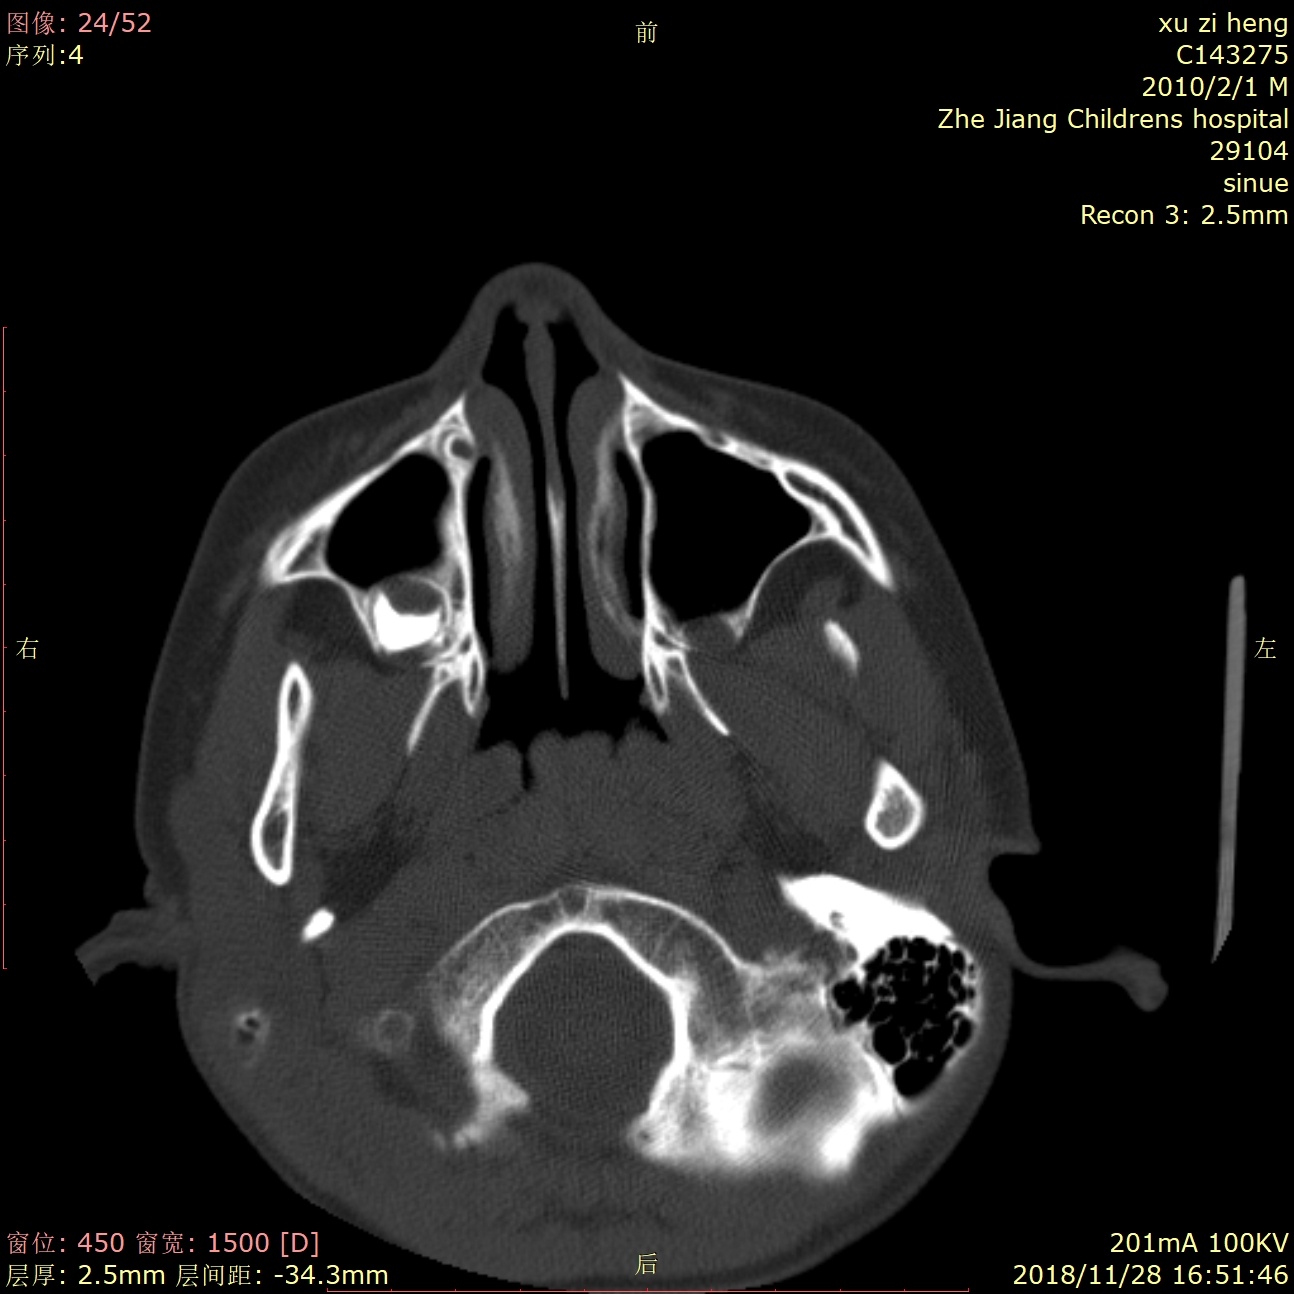 图像: 24/52
序列:4
前
xu zi heng
C143275
2010/2/1 M
Zhe Jiang Childrens hospital
29104
sinue
Recon 3: 2.5mm
右
左
窗位: 450 窗宽: 1500 [D]
层厚: 2.5mm 层间距: -34.3mm
后
201mA 100KV
2018/11/28 16:51:46